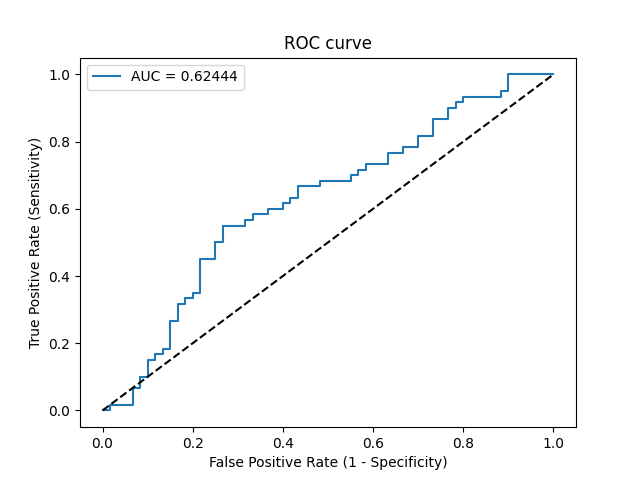 ROC curve
AUC = 0.62444
1.0
0.8
0.6
0.4
0.2
0.0
True Positive Rate (Sensitivity)
0.0 0.2 0.4 0.6 0.8 1.0
False Positive Rate (1 - Specificity)